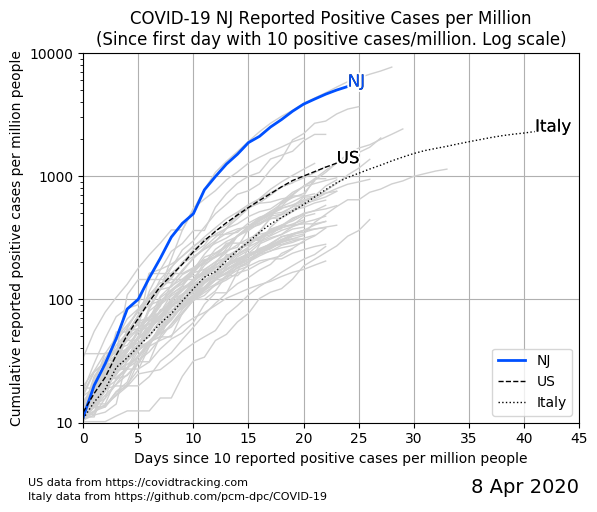 COVID-19 NJ Reported Positive Cases per Million
(Since first day with 10 positive cases/million. Log scale)
Cumulative reported positive cases per million people
10000
1000
100
10
NJ
US
Italy
NJ
US
Italy
0 5 10 15 20 25 30 35 40 45
Days since 10 reported positive cases per million people
US data from https://covidtracking.com
Italy data from https://github.com/pcm-dpc/COVID-19
8 Apr 2020